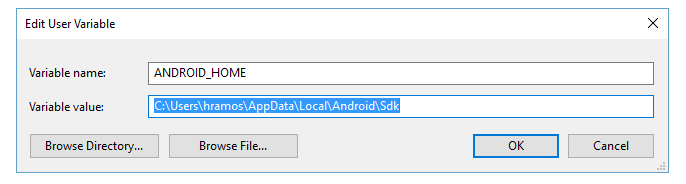 Edit User Variable
Variable name: ANDROID_HOME
Variable value: C:\Users\hramos\AppData\Local\Android\Sdk
Browse Directory... Browse File... OK Cancel